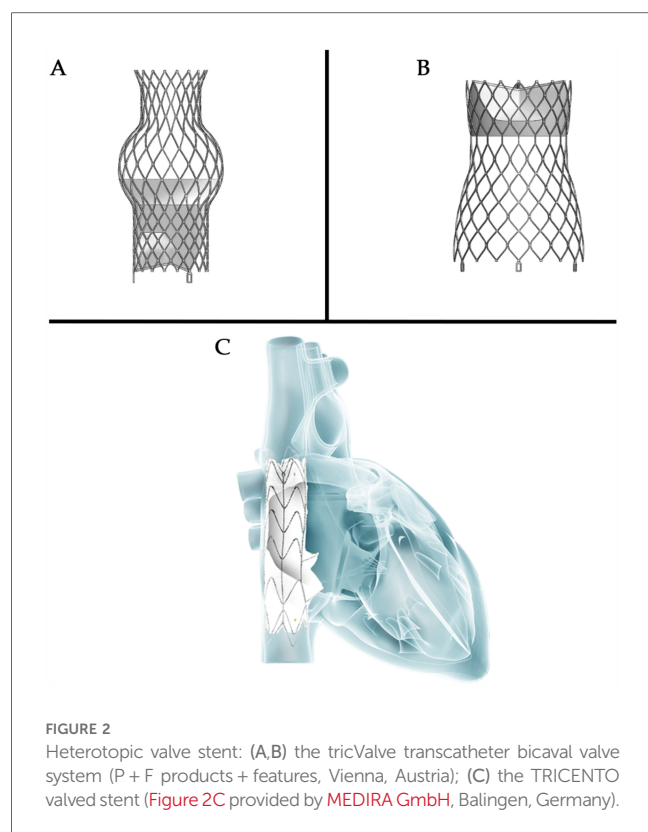 A
B
C
FIGURE 2
Heterotopic valve stent: (A,B) the tricValve transcatheter bicaval valve
system (P + F products + features, Vienna, Austria); (C) the TRICENTO
valved stent (Figure 2C provided by MEDIRA GmbH, Balingen, Germany).